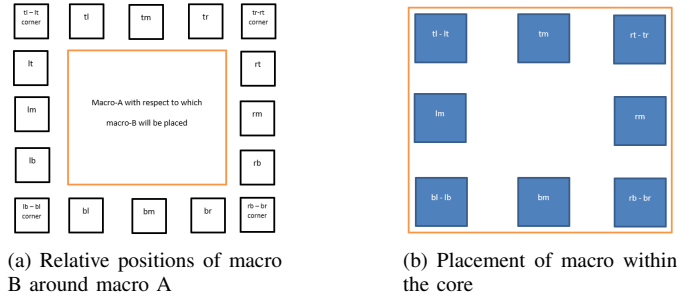 tl – lt
corner
tl
tm
tr
tr-rt
corner
lt
rt
Macro-A with respect to which
macro-B will be placed
lm
rm
lb
rb
lb – bl
corner
bl
bm
br
rb – br
corner
(a) Relative positions of macro
B around macro A
tl - lt
tm
rt - tr
lm
rm
bl - lb
bm
rb - br
(b) Placement of macro within
the core